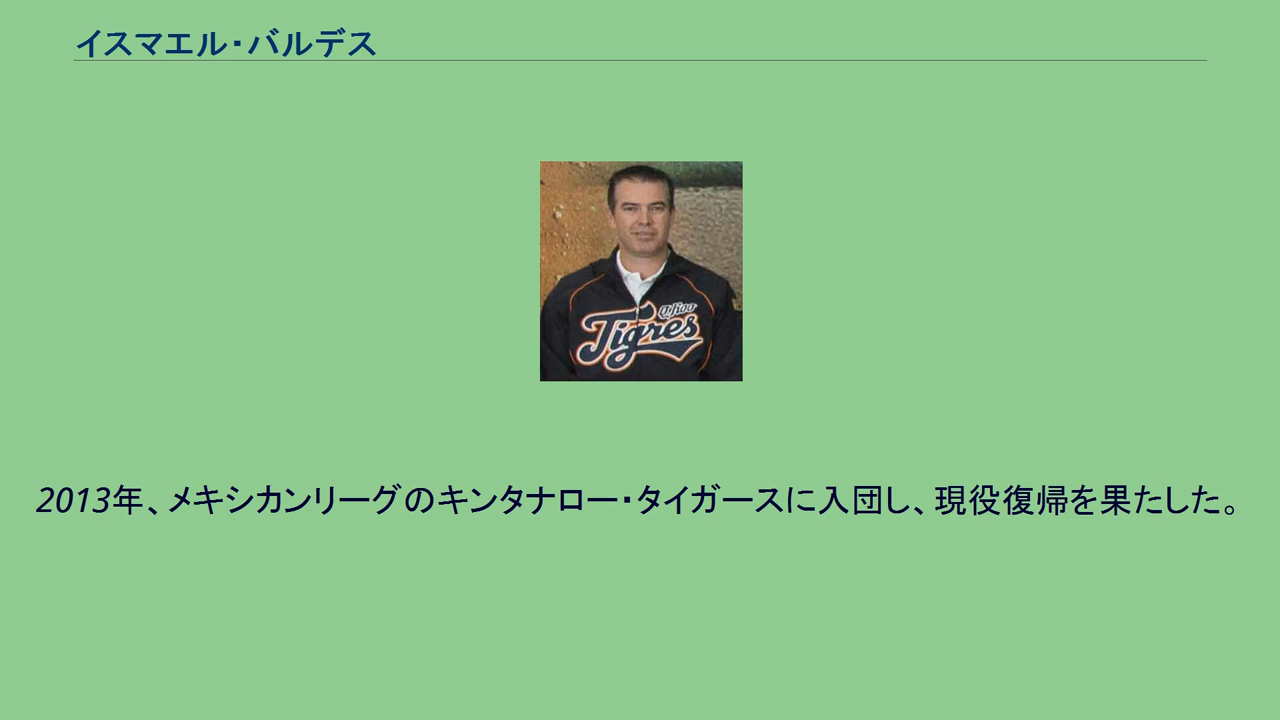 イスマエル・バルデス
Tigres
2013年、メキシカンリーグのキンタナロー・タイガースに入団し、現役復帰を果たした。